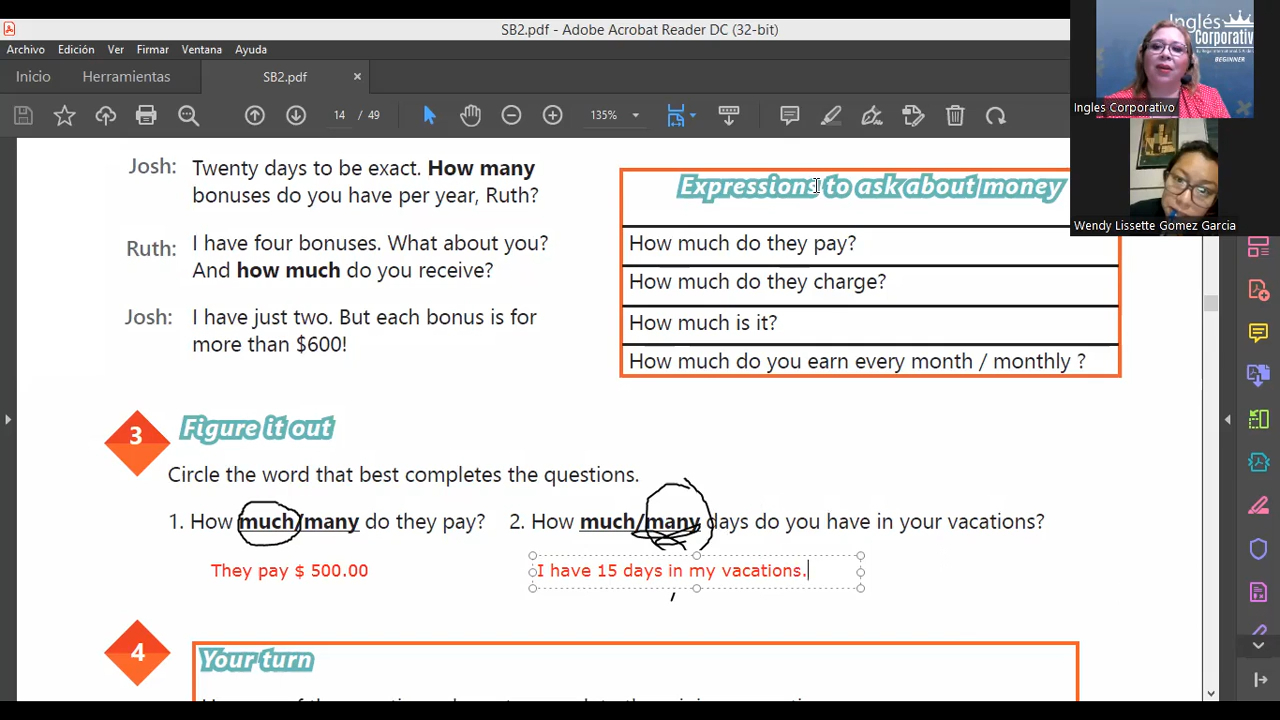 SB2.pdf - Adobe Acrobat Reader DC (32-bit)
Archivo Edición Ver Firmar Ventana Ayuda
Inicio Herramientas SB2.pdf ×
14 / 49 135%
Inglés
Corporativo
BEGINNER
Ingles Corporativo
Wendy Lissette Gomez Garcia
Josh: Twenty days to be exact. How many
bonuses do you have per year, Ruth?
Ruth: I have four bonuses. What about you?
And how much do you receive?
Josh: I have just two. But each bonus is for
more than $600!
Expressions to ask about money
How much do they pay?
How much do they charge?
How much is it?
How much do you earn every month / monthly ?
3 Figure it out
Circle the word that best completes the questions.
1. How much/many do they pay? 2. How much/many days do you have in your vacations?
They pay $ 500.00 I have 15 days in my vacations.
4 Your turn